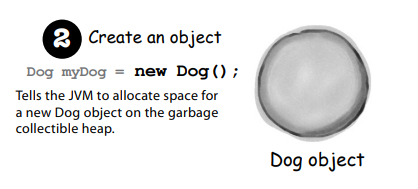 2 Create an object
Dog myDog = new Dog();
Tells the JVM to allocate space for
a new Dog object on the garbage
collectible heap.
Dog object